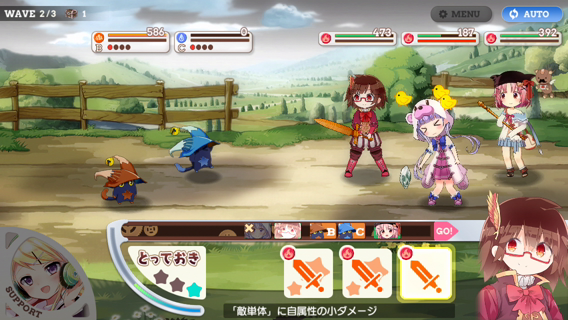 WAVE 2/3 1
MENU
AUTO
586
B
0
C
473
187
392
B
C
GO!
とっておき
SUPPORT
「敵単体」に自属性の小ダメージ